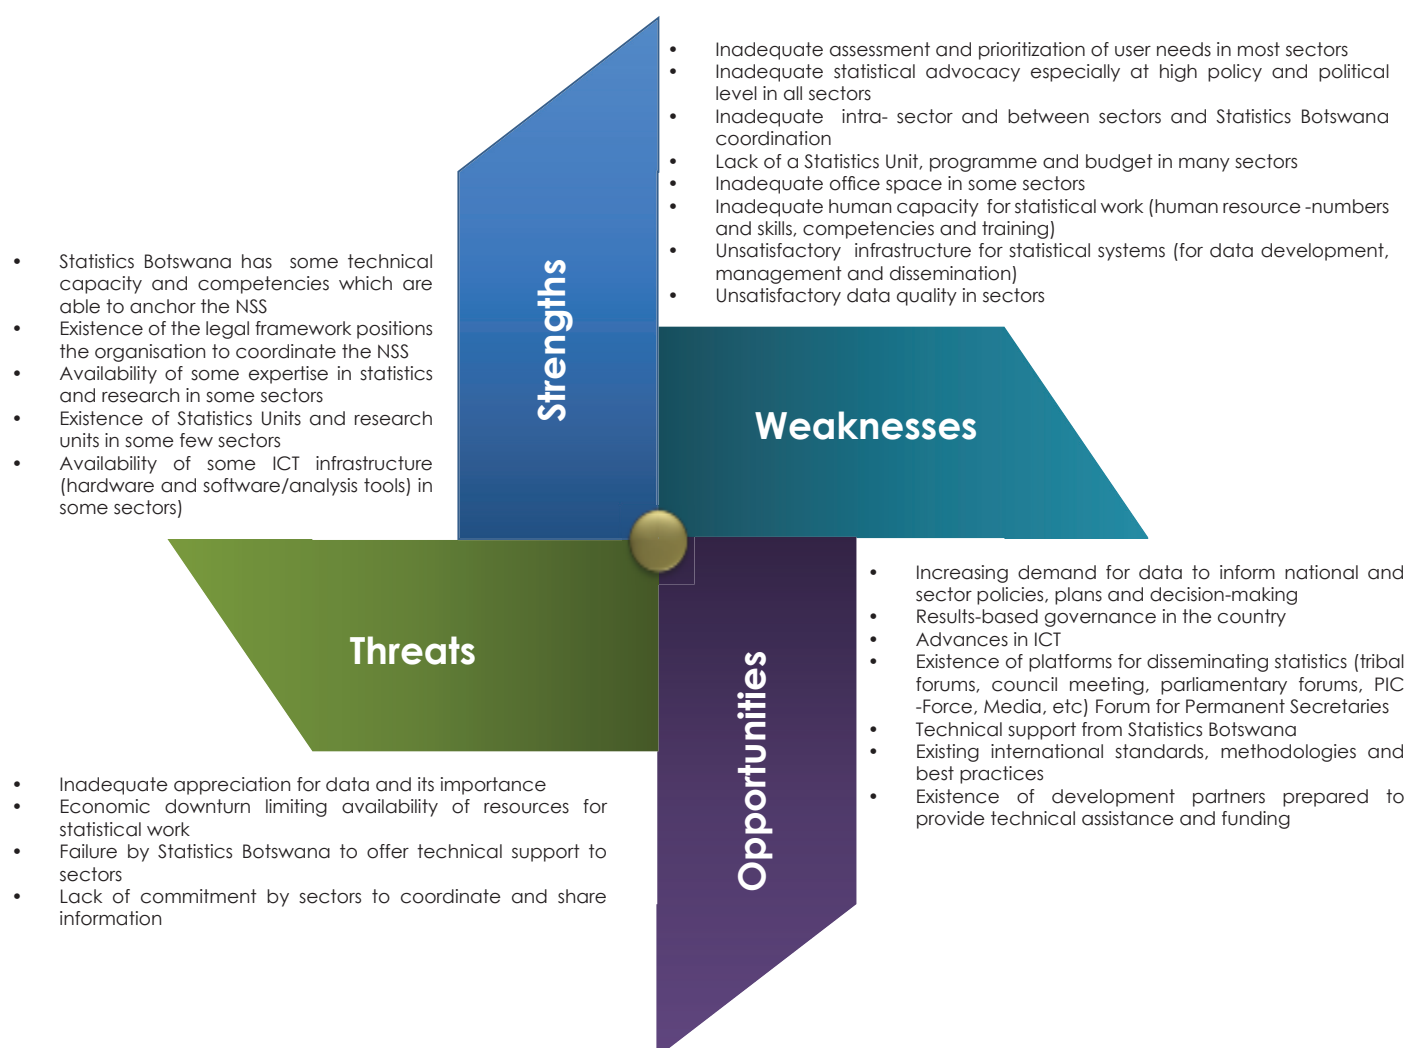 Strengths
• Statistics Botswana has some technical
capacity and competencies which are
able to anchor the NSS
• Existence of the legal framework positions
the organisation to coordinate the NSS
• Availability of some expertise in statistics
and research in some sectors
• Existence of Statistics Units and research
units in some few sectors
• Availability of some ICT infrastructure
(hardware and software/analysis tools) in
some sectors)
Weaknesses
• Inadequate assessment and prioritization of user needs in most sectors
• Inadequate statistical advocacy especially at high policy and political
level in all sectors
• Inadequate intra- sector and between sectors and Statistics Botswana
coordination
• Lack of a Statistics Unit, programme and budget in many sectors
• Inadequate office space in some sectors
• Inadequate human capacity for statistical work (human resource -numbers
and skills, competencies and training)
• Unsatisfactory infrastructure for statistical systems (for data development,
management and dissemination)
• Unsatisfactory data quality in sectors
Threats
• Inadequate appreciation for data and its importance
• Economic downturn limiting availability of resources for
statistical work
• Failure by Statistics Botswana to offer technical support to
sectors
• Lack of commitment by sectors to coordinate and share
information
Opportunities
• Increasing demand for data to inform national and
sector policies, plans and decision-making
• Results-based governance in the country
• Advances in ICT
• Existence of platforms for disseminating statistics (tribal
forums, council meeting, parliamentary forums, PIC
-Force, Media, etc) Forum for Permanent Secretaries
• Technical support from Statistics Botswana
• Existing international standards, methodologies and
best practices
• Existence of development partners prepared to
provide technical assistance and funding